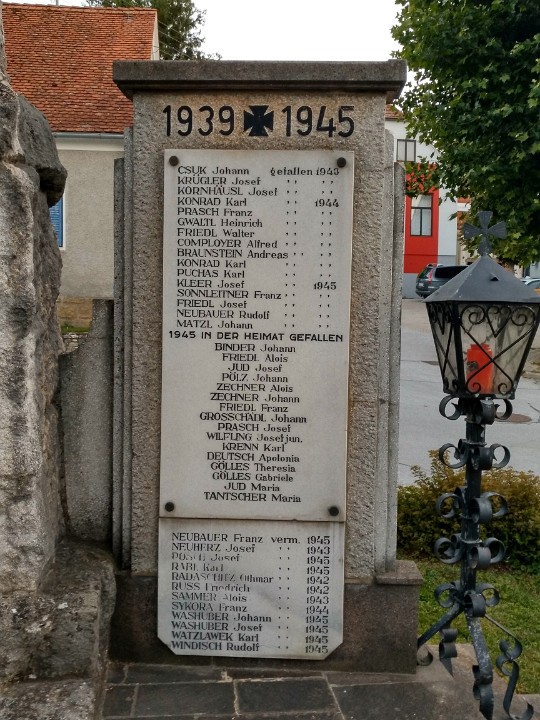 1939 1945
CSUK Johann gefallen 1943
KRÜGLER Josef " "
KORNHÄUSL Josef " "
KONRAD Karl " 1944
PRASCH Franz " "
GWALTL Heinrich " "
FRIEDL Walter " "
COMPLOYER Alfred " "
BRAUNSTEIN Andreas " "
KONRAD Karl " "
PUCHAS Karl " "
KLEER Josef " 1945
SONNLEITNER Franz " "
FRIEDL Josef " "
NEUBAUER Rudolf " "
MATZL Johann " "
1945 IN DER HEIMAT GEFALLEN
BINDER Johann
FRIEDL Alois
JUD Josef
PÖLZ Johann
ZECHNER Alois
ZECHNER Johann
FRIEDL Franz
GROSSCHÄDL Johann
PRASCH Josef
WILFLING Josef jun.
KRENN Karl
DEUTSCH Apolonia
GÖLLES Theresia
GÖLLES Gabriele
JUD Maria
TANTSCHER Maria
NEUBAUER Franz verm. 1945
NEUHERZ Josef " 1943
Josef " 1945
RABL Karl " 1945
RADASCHITZ Othmar " 1942
RUSS Friedrich " 1942
SAMMER Alois " 1943
SYKORA Franz " 1944
WASHUBER Johann " 1945
WASHUBER Josef " 1945
WATZLAWEK Karl " 1945
WINDISCH Rudolf " 1945